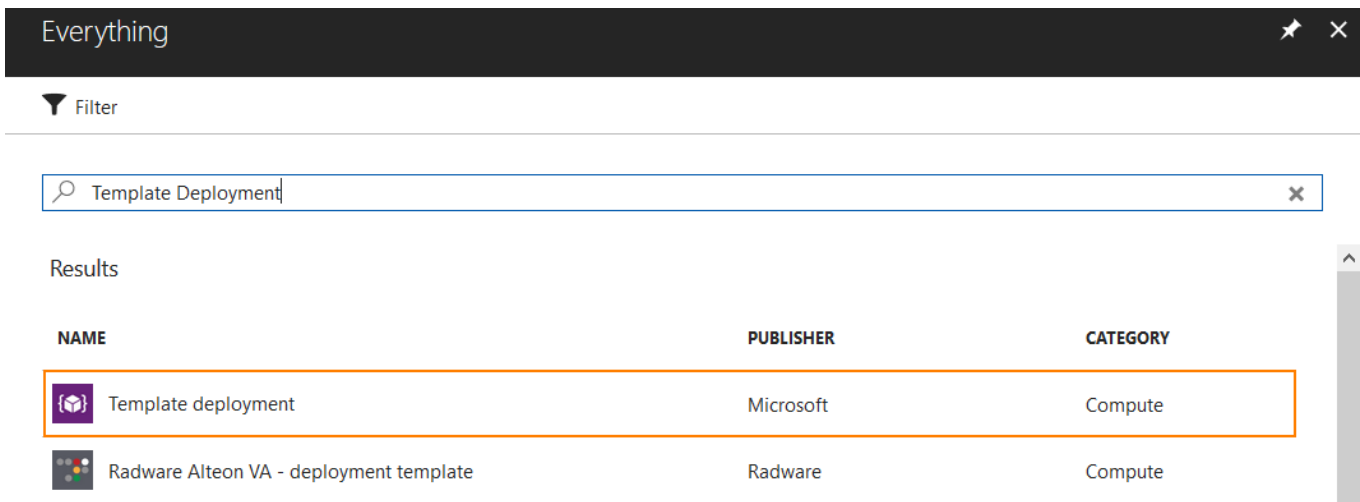 Everything
Filter
Template Deployment
Results
NAME PUBLISHER CATEGORY
Template deployment Microsoft Compute
Radware Alteon VA - deployment template Radware Compute